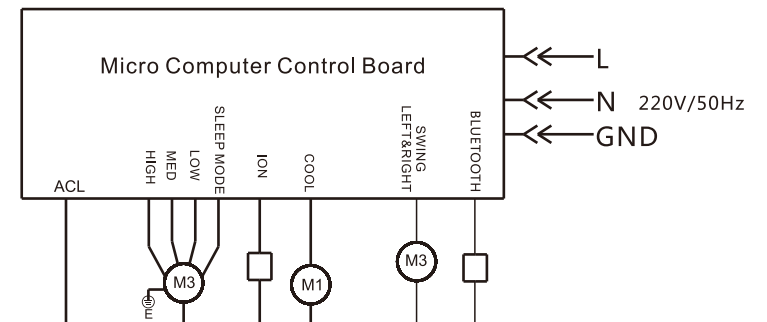 Micro Computer Control Board
L
N 220V/50Hz
GND
ACL
HIGH
MED
LOW
SLEEP MODE
ION
COOL
SWING
LEFT&RIGHT
BLUETOOTH
M3
M1
M3
E